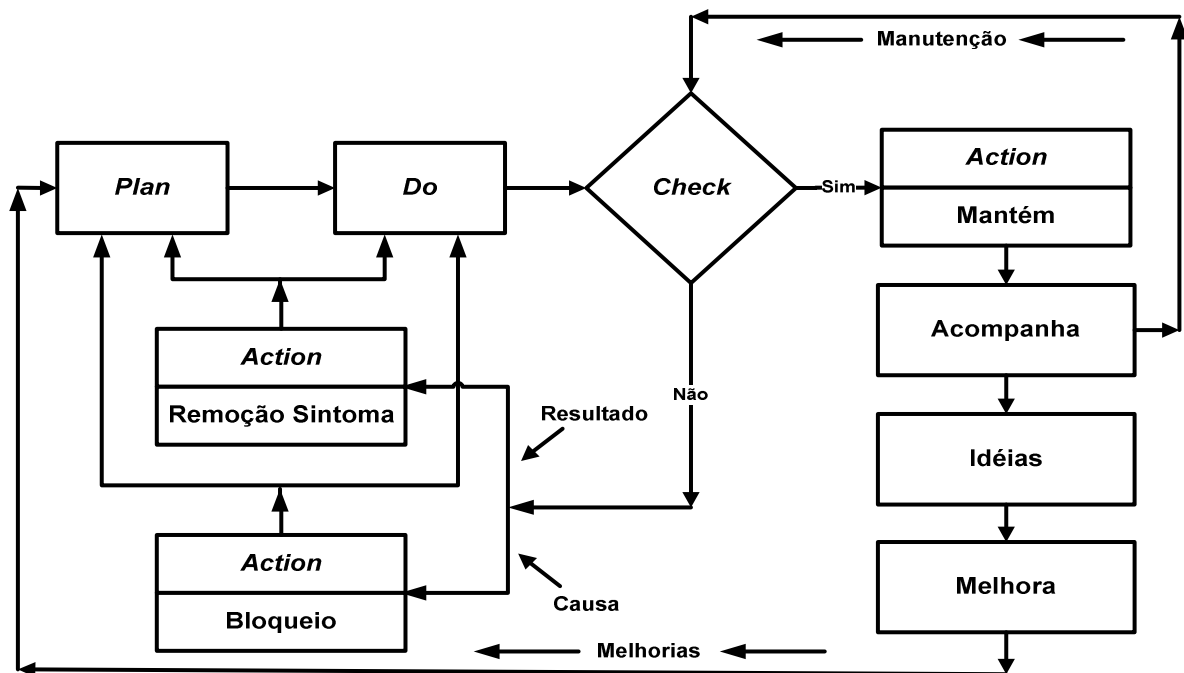 Manutenção
Plan
Do
Check
Sim
Action
Mantém
Acompanha
Action
Remoção Sintoma
Não
Resultado
Idéias
Action
Bloqueio
Causa
Melhora
Melhorias